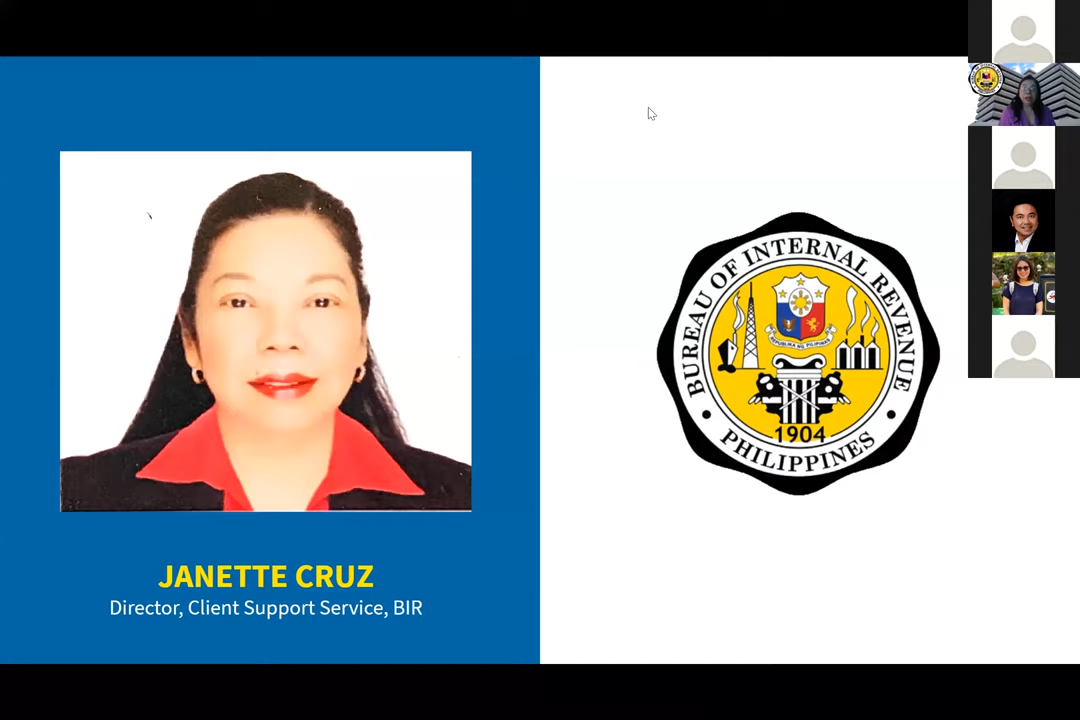 JANETTE CRUZ
Director, Client Support Service, BIR
BUREAU OF INTERNAL REVENUE
REPUBLIKA NG PILIPINAS
1904
PHILIPPINES